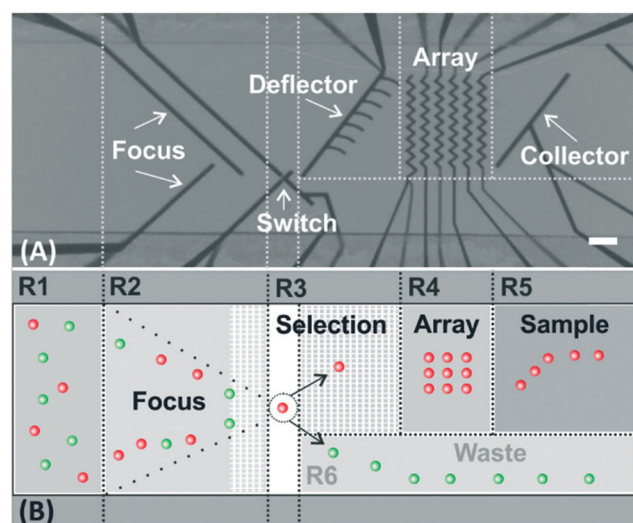 Array
Deflector
Focus
Collector
Switch
(A)
R1 R2 R3 R4 R5
Selection Array Sample
Focus
Waste
R6
(B)